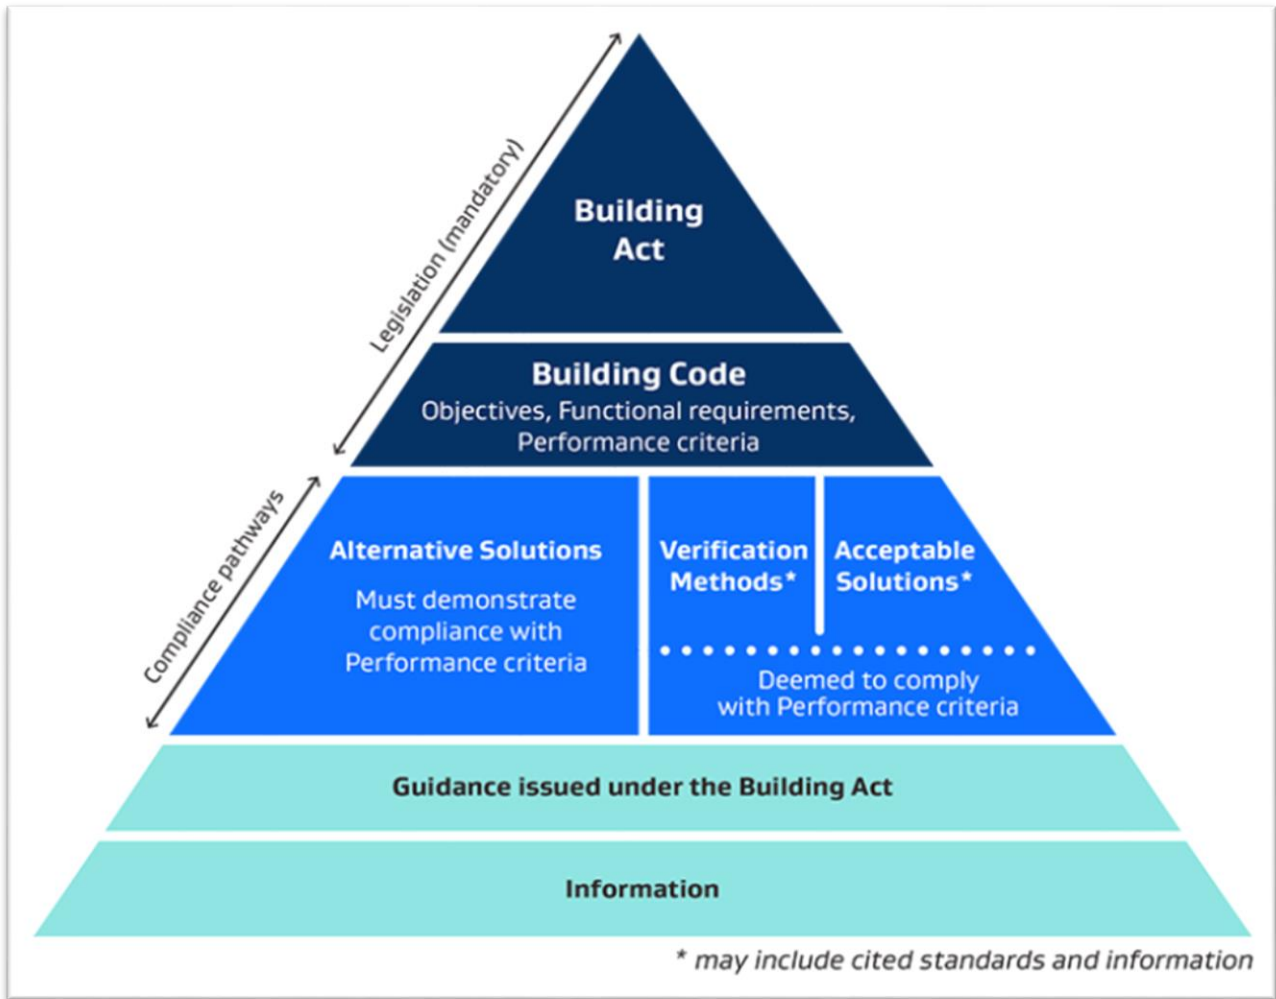 Legislation (mandatory)
Building
Act
Building Code
Objectives, Functional requirements,
Performance criteria
Compliance pathways
Alternative Solutions
Must demonstrate
compliance with
Performance criteria
Verification
Methods*
Acceptable
Solutions*
Deemed to comply
with Performance criteria
Guidance issued under the Building Act
Information
* may include cited standards and information